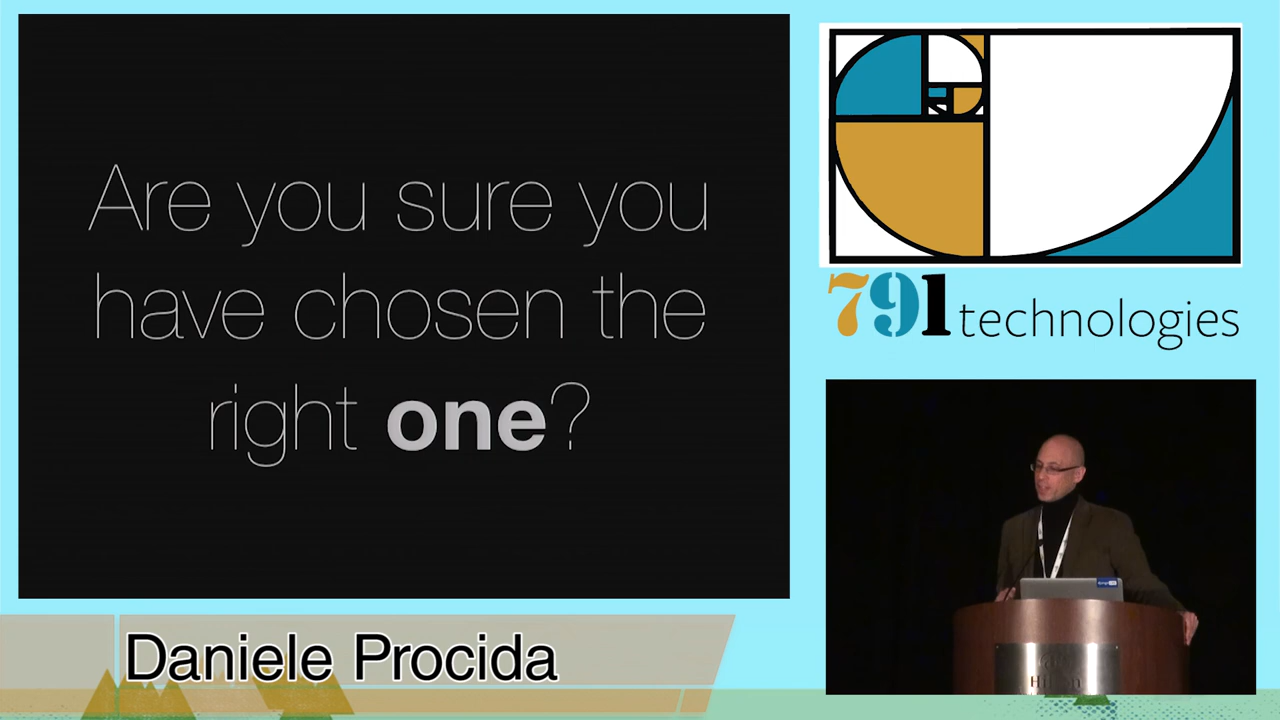 Are you sure you
have chosen the
right one?
791 technologies
Daniele Procida